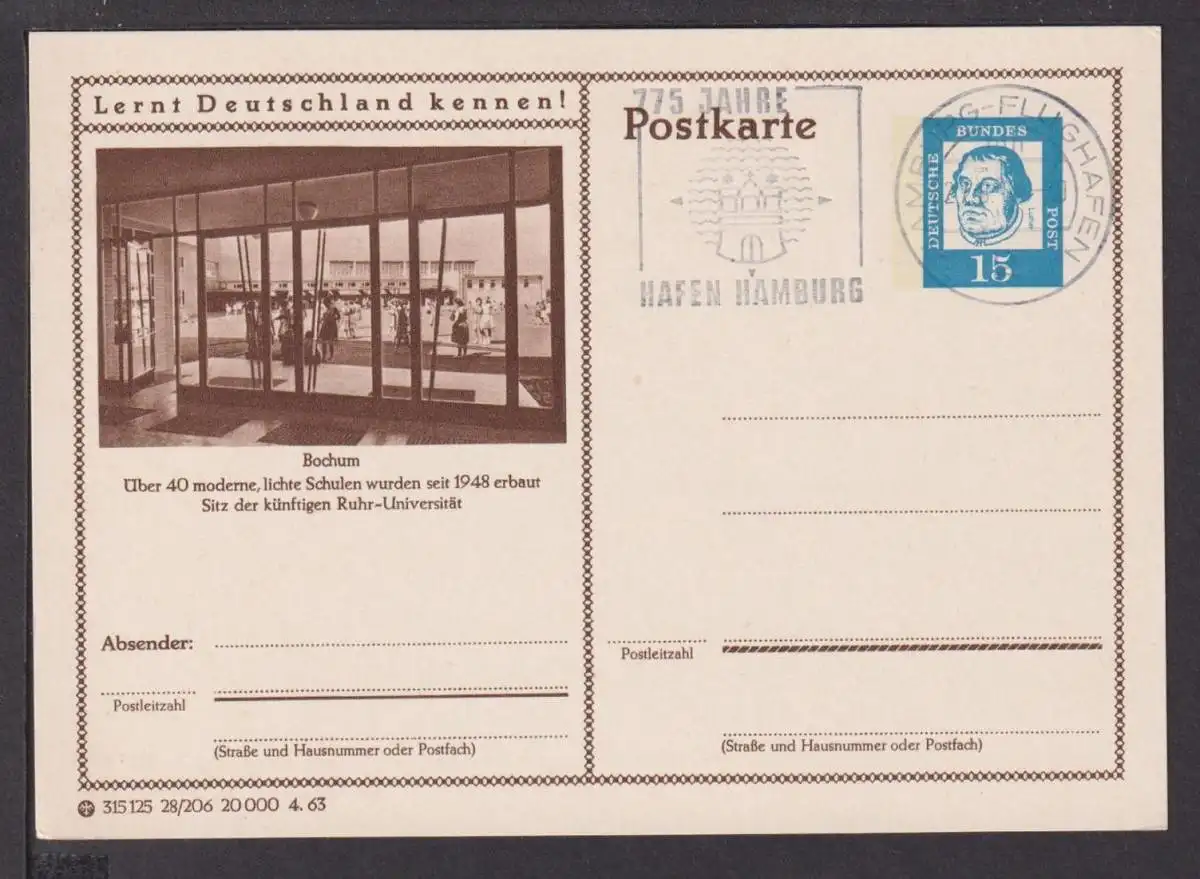 Lernt Deutschland kennen!
Bochum
Über 40 moderne, lichte Schulen wurden seit 1948 erbaut
Sitz der künftigen Ruhr-Universität
Absender:
Postleitzahl
(Straße und Hausnummer oder Postfach)
315125 28/206 20000 4. 63
775 JAHRE
Postkarte
HAFEN HAMBURG
HAMBURG-FLUGHAFEN
DEUTSCHE
BUNDES
POST
15
Postleitzahl
(Straße und Hausnummer oder Postfach)